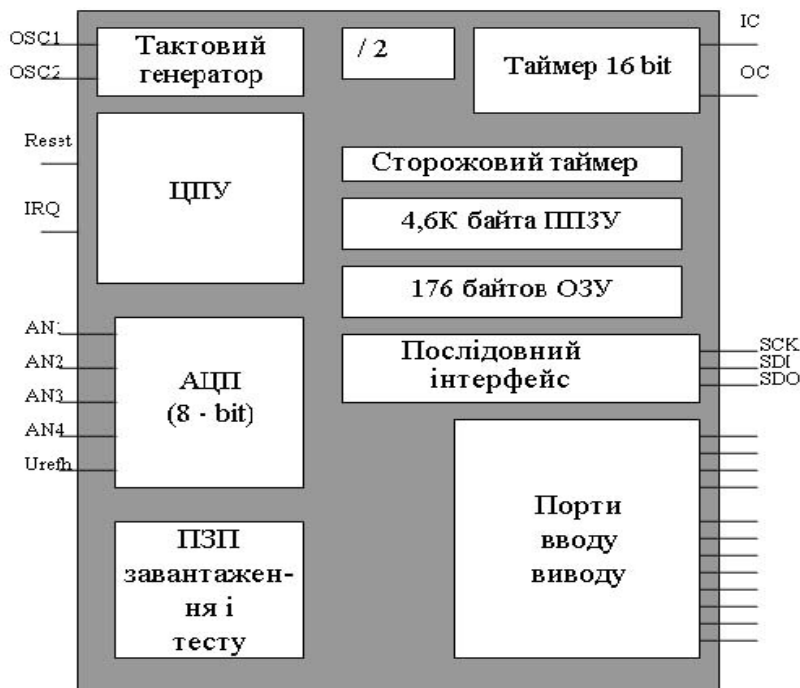 OSC1
OSC2
Тактовий
генератор
/ 2
Таймер 16 bit
IC
OC
Reset
IRQ
ЦПУ
Сторожовий таймер
4,6К байта ППЗУ
176 байтов ОЗУ
AN1
AN2
AN3
AN4
Urefh
АЦП
(8 - bit)
Послідовний
інтерфейс
SCK
SDI
SDO
ПЗП
завантажен-
ня і
тесту
Порти
вводу
виводу